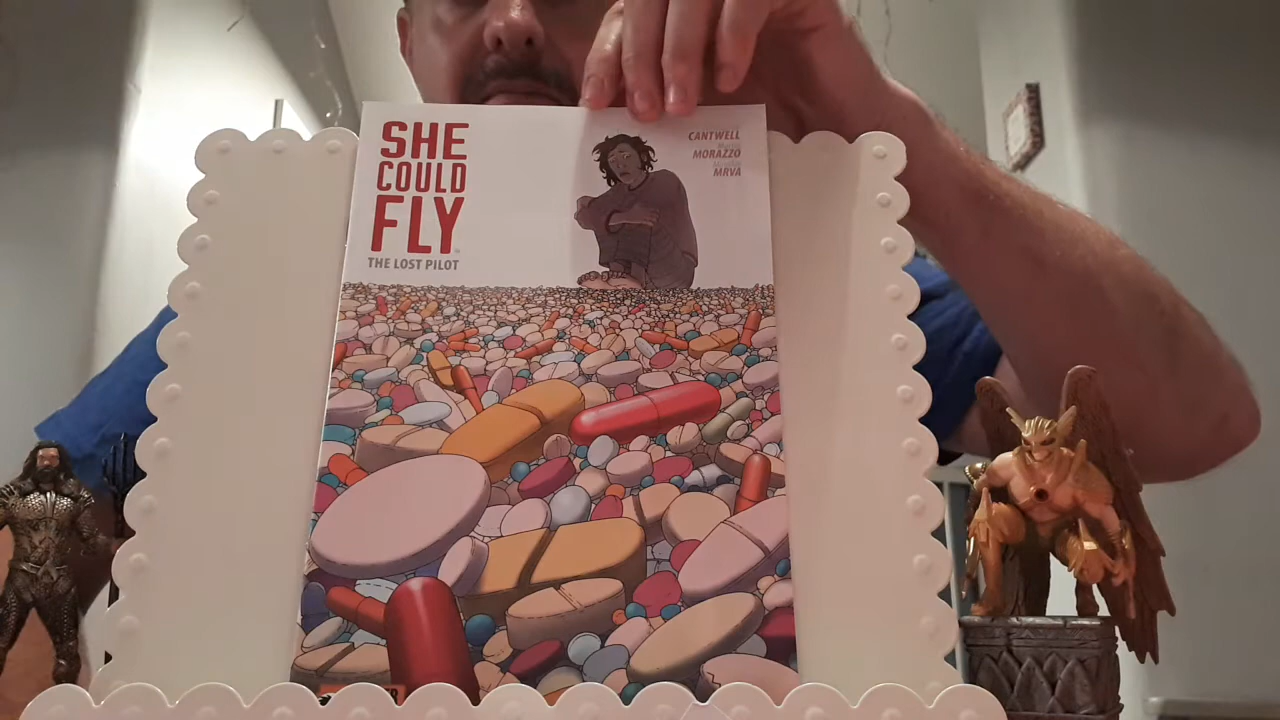 SHE
COULD
FLY
THE LOST PILOT
CANTWELL
MORAZZO
MRVA